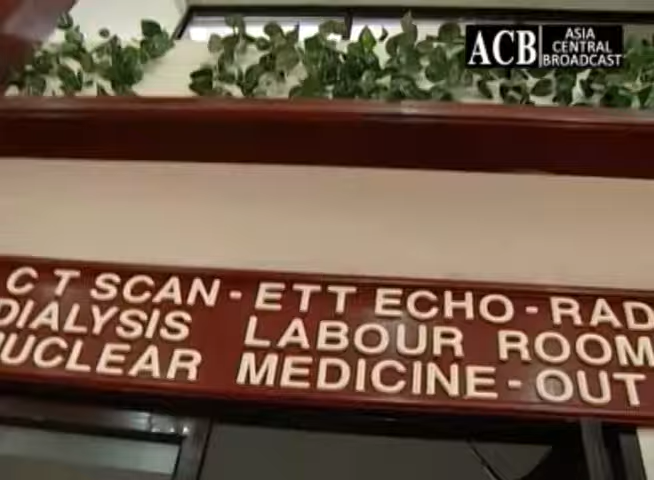 ACB
ASIA
CENTRAL
BROADCAST
C T SCAN - ETT ECHO - RAD
DIALYSIS LABOUR ROOM
NUCLEAR MEDICINE - OUT